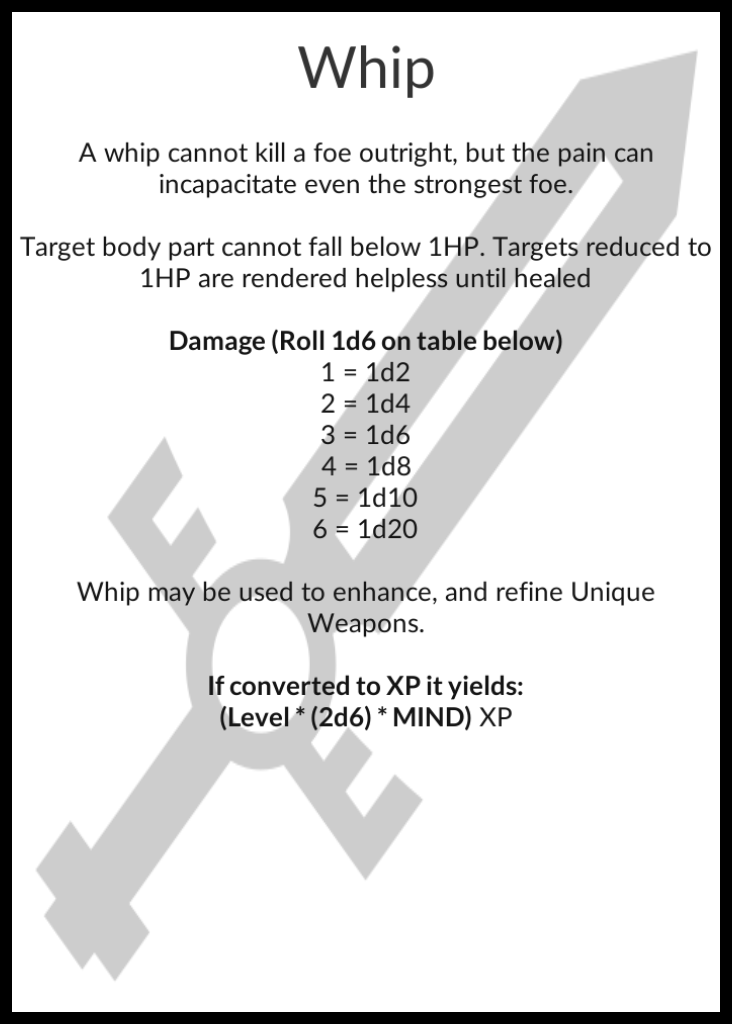 Whip
A whip cannot kill a foe outright, but the pain can
incapacitate even the strongest foe.
Target body part cannot fall below 1HP. Targets reduced to
1HP are rendered helpless until healed
Damage (Roll 1d6 on table below)
1 = 1d2
2 = 1d4
3 = 1d6
4 = 1d8
5 = 1d10
6 = 1d20
Whip may be used to enhance, and refine Unique
Weapons.
If converted to XP it yields:
(Level * (2d6) * MIND) XP